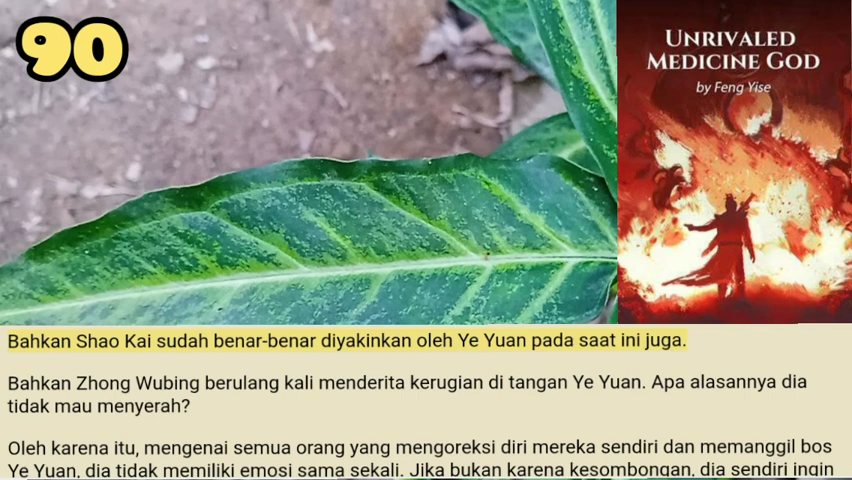 90
UNRIVALED
MEDICINE GOD
by Feng Yise
Bahkan Shao Kai sudah benar-benar diyakinkan oleh Ye Yuan pada saat ini juga.
Bahkan Zhong Wubing berulang kali menderita kerugian di tangan Ye Yuan. Apa alasannya dia
tidak mau menyerah?
Oleh karena itu, mengenai semua orang yang mengoreksi diri mereka sendiri dan memanggil bos
Ye Yuan, dia tidak memiliki emosi sama sekali. Jika bukan karena kesombongan, dia sendiri ingin